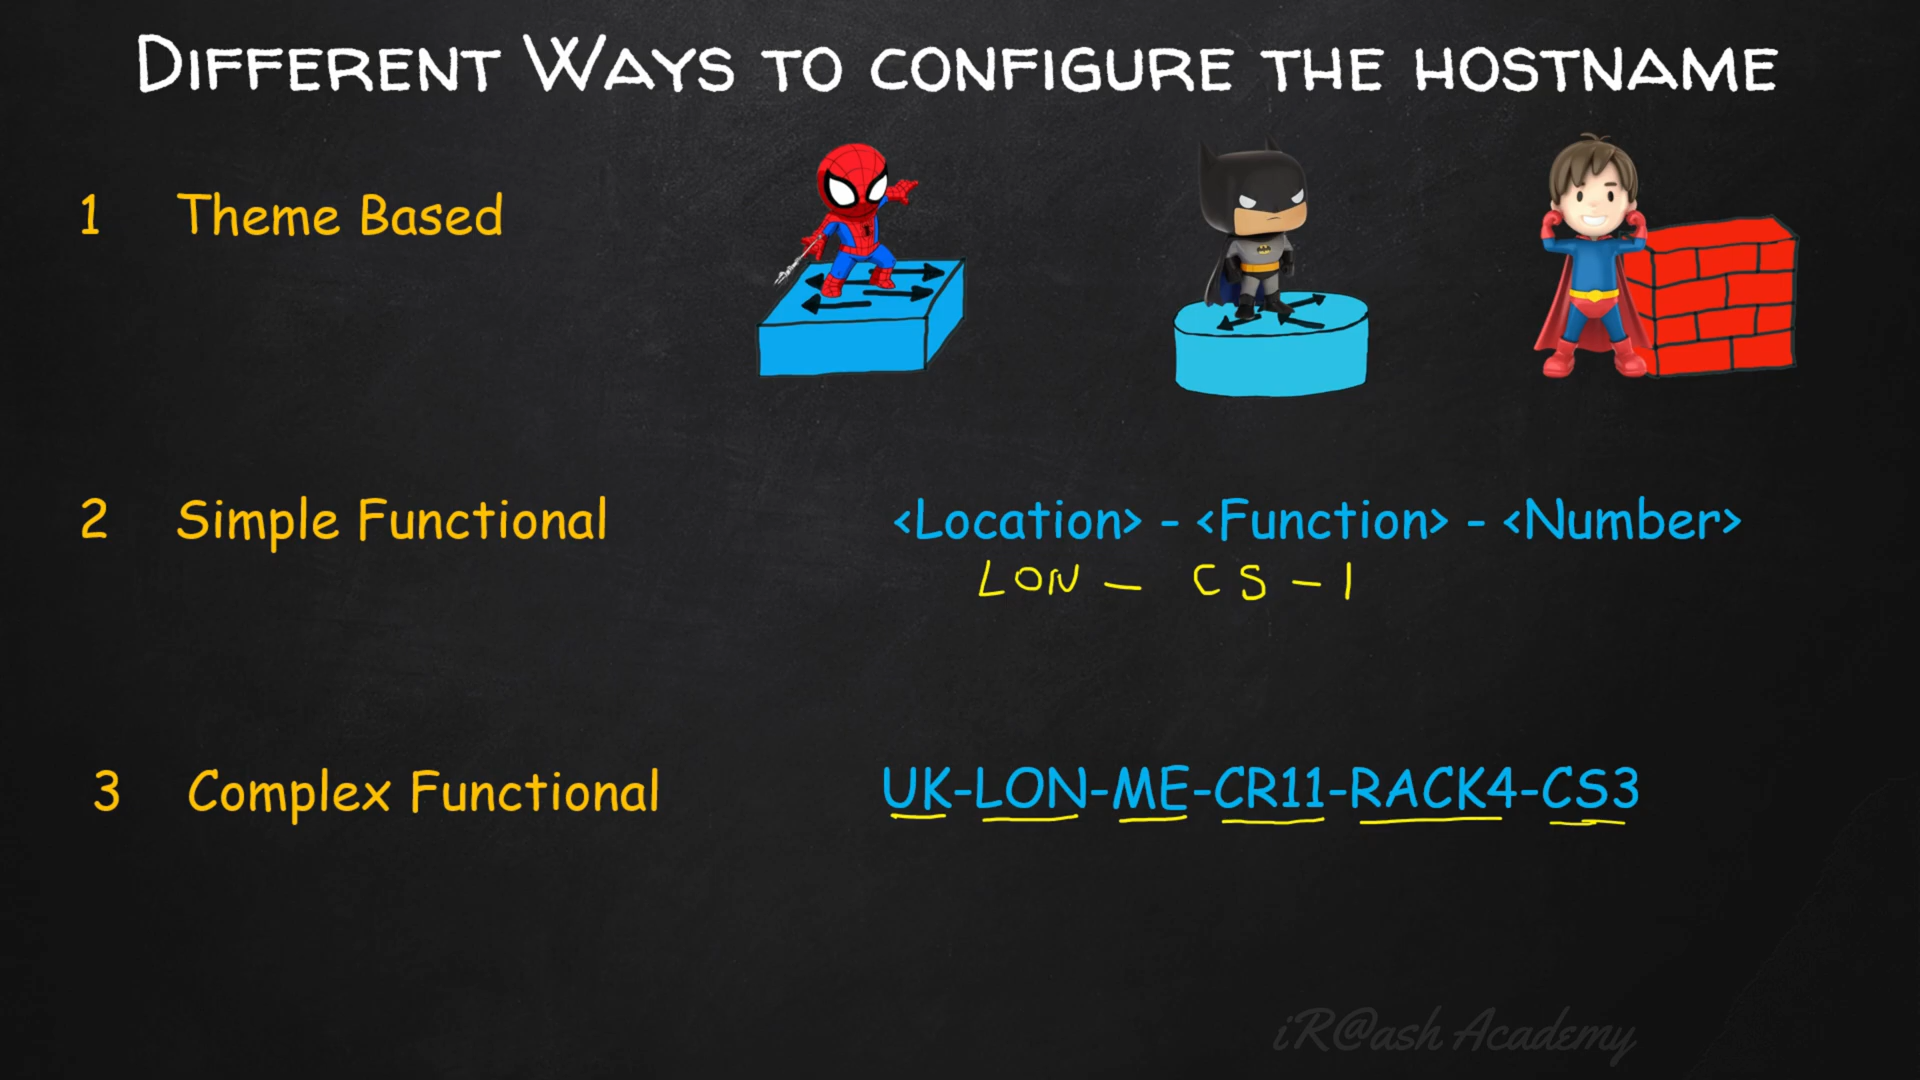 DIFFERENT WAYS TO CONFIGURE THE HOSTNAME
1 Theme Based
2 Simple Functional <Location> - <Function> - <Number>
LON - CS - 1
3 Complex Functional UK-LON-ME-CR11-RACK4-CS3
iR@ash Academy